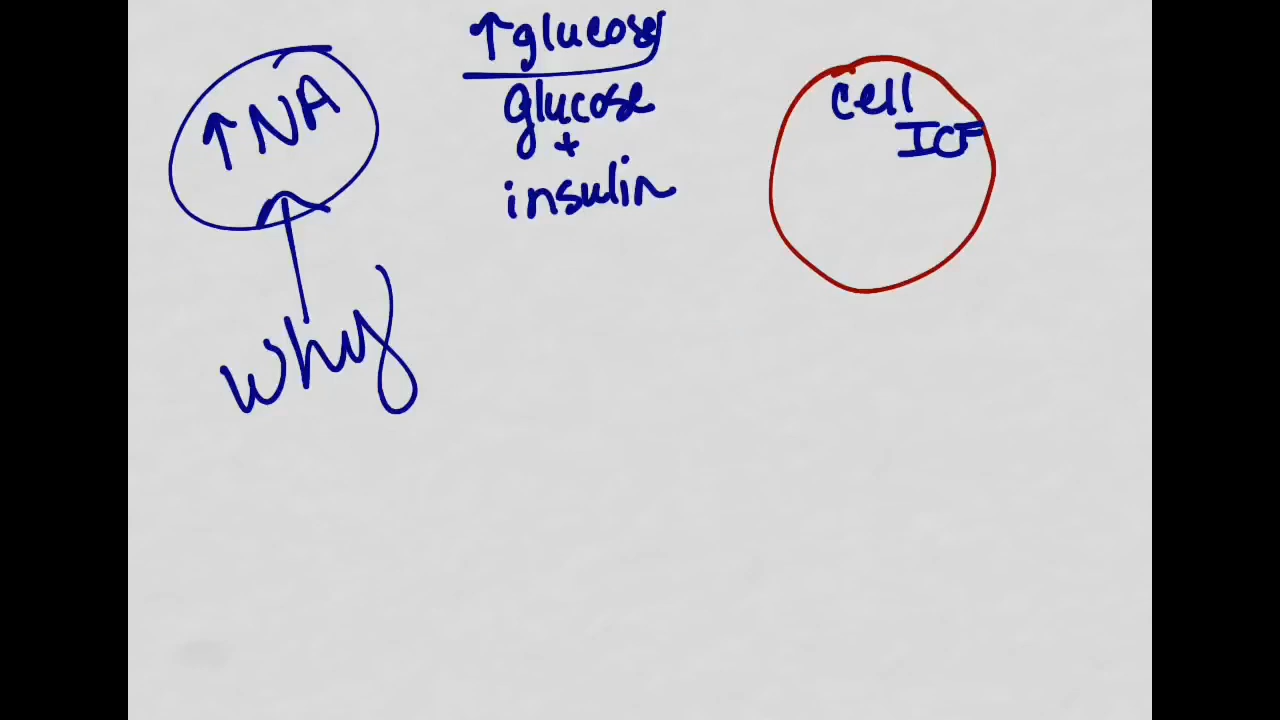 ↑NA
why
↑glucose
glucose
+
insulin
cell
ICF